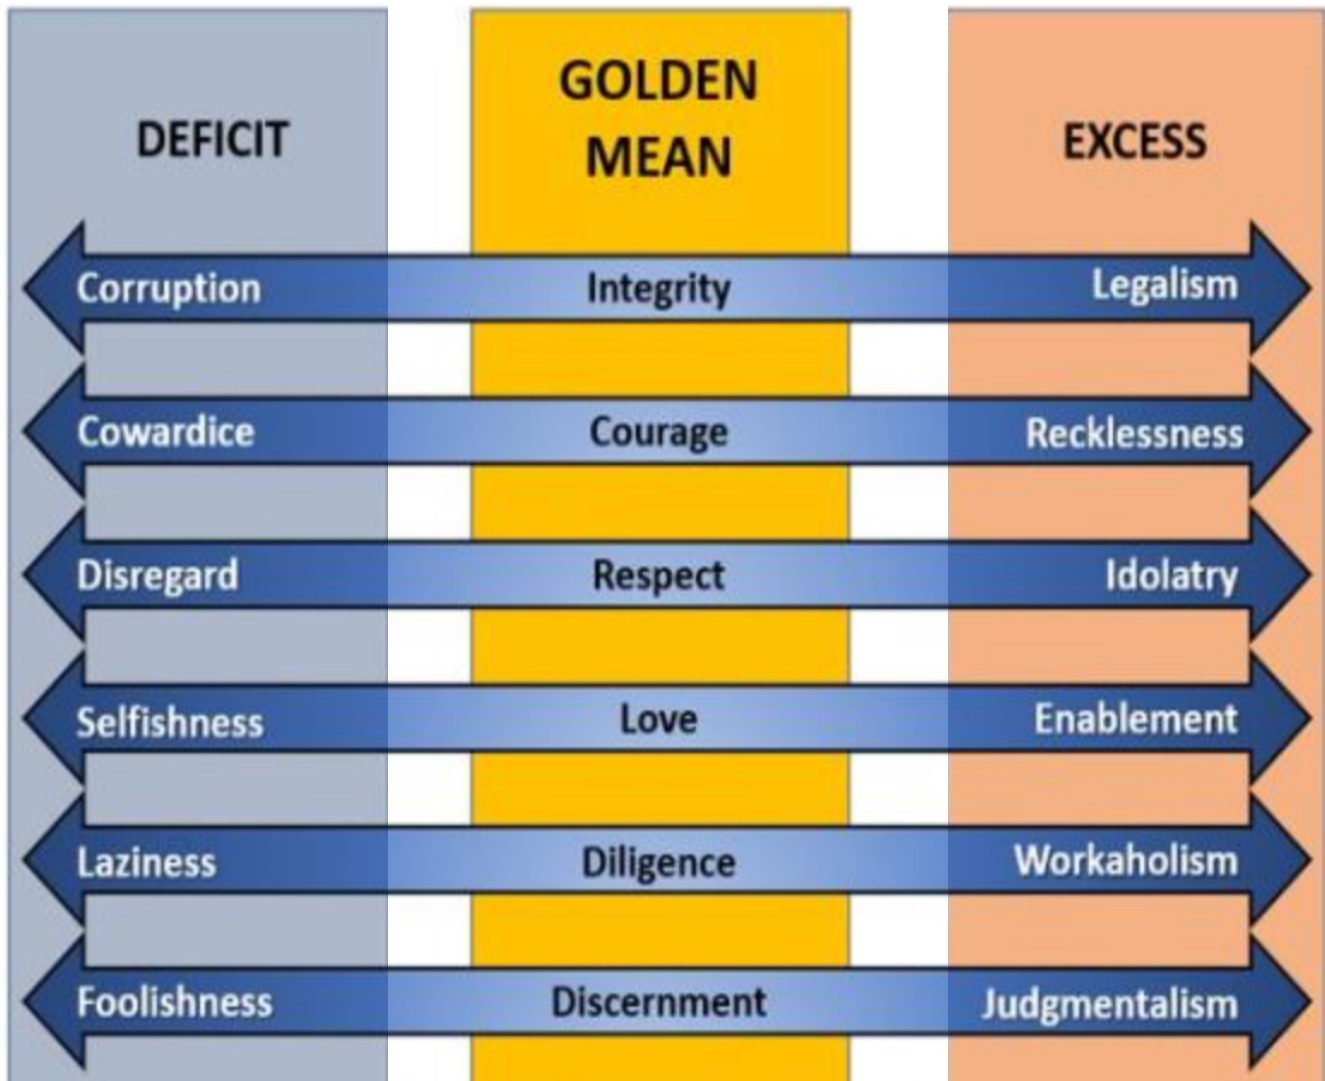 DEFICIT
GOLDEN
MEAN
EXCESS
Corruption Integrity Legalism
Cowardice Courage Recklessness
Disregard Respect Idolatry
Selfishness Love Enablement
Laziness Diligence Workaholism
Foolishness Discernment Judgmentalism